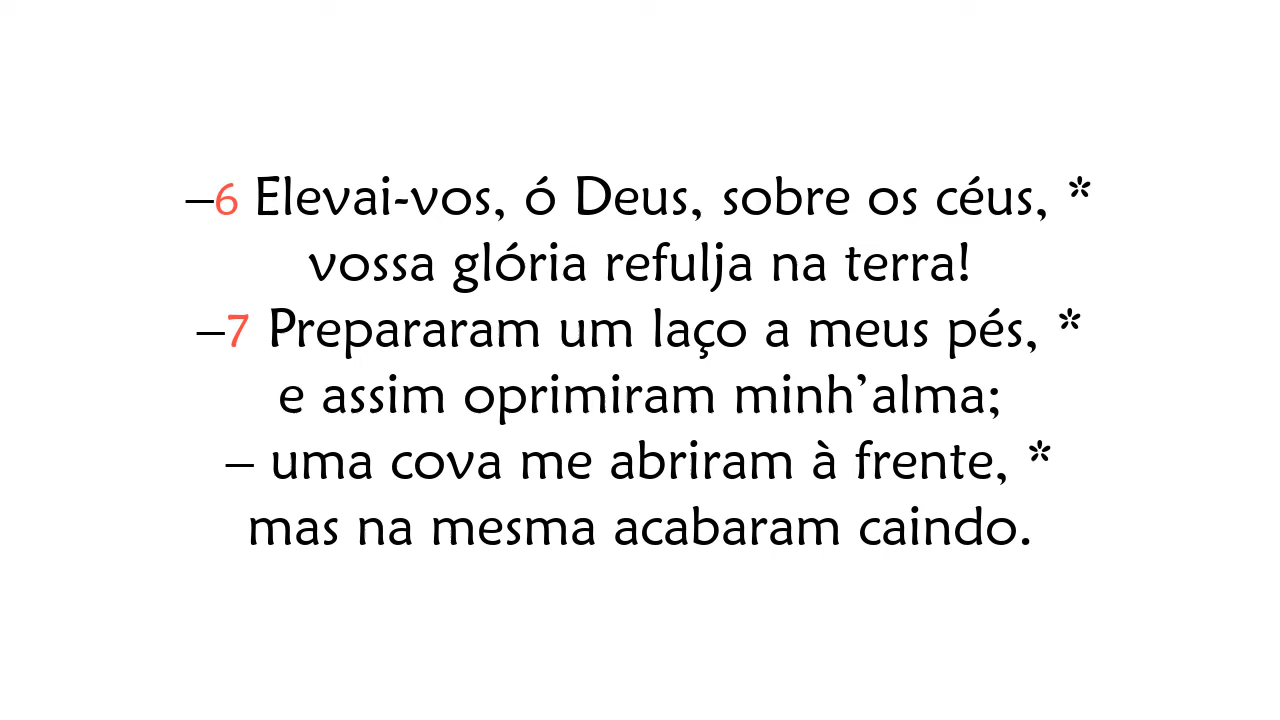 –6 Elevai-vos, ó Deus, sobre os céus, *
vossa glória refulja na terra!
–7 Prepararam um laço a meus pés, *
e assim oprimiram minh’alma;
– uma cova me abriram à frente, *
mas na mesma acabaram caindo.